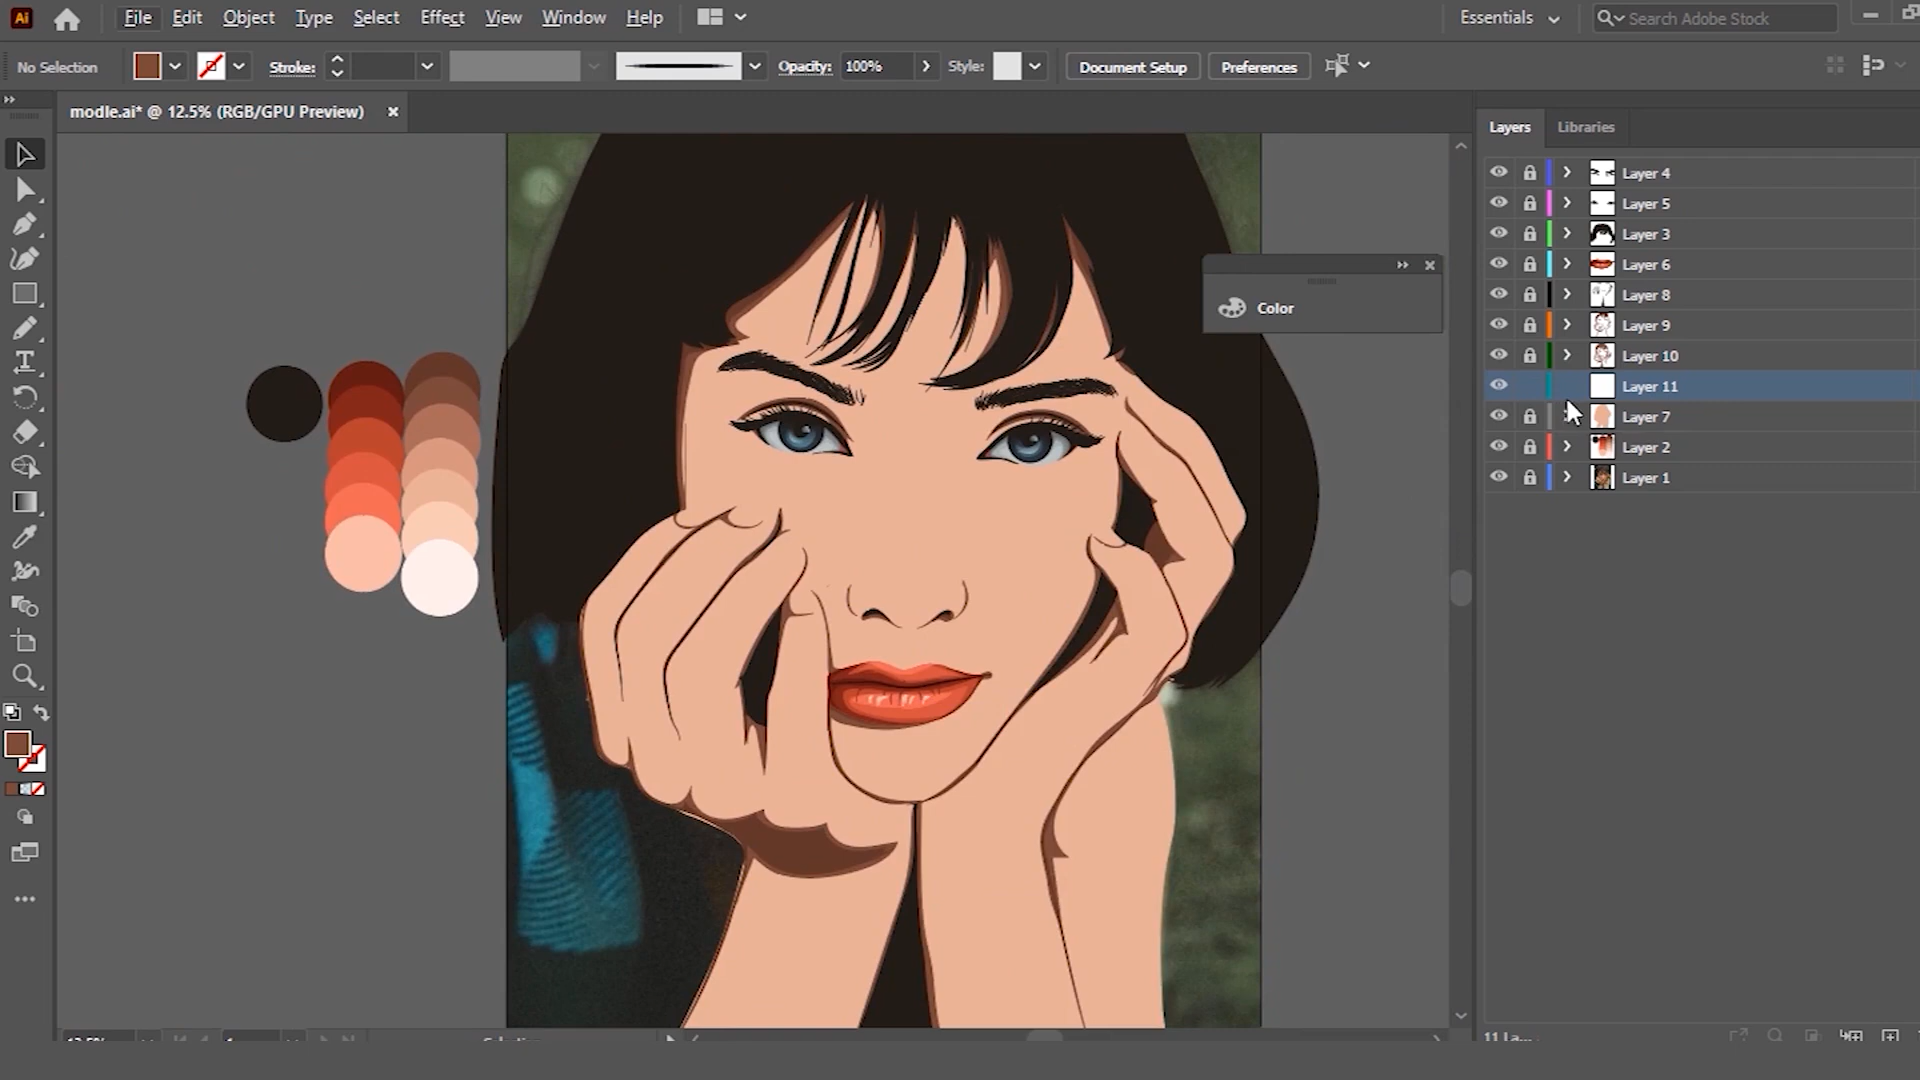 Ai File Edit Object Type Select Effect View Window Help Essentials Search Adobe Stock
No Selection Stroke: Opacity: 100% Style: Document Setup Preferences
modle.ai* @ 12.5% (RGB/GPU Preview)
Layers Libraries
Layer 4
Layer 5
Layer 3
Layer 6
Layer 8
Layer 9
Layer 10
Layer 11
Layer 7
Layer 2
Layer 1
Color